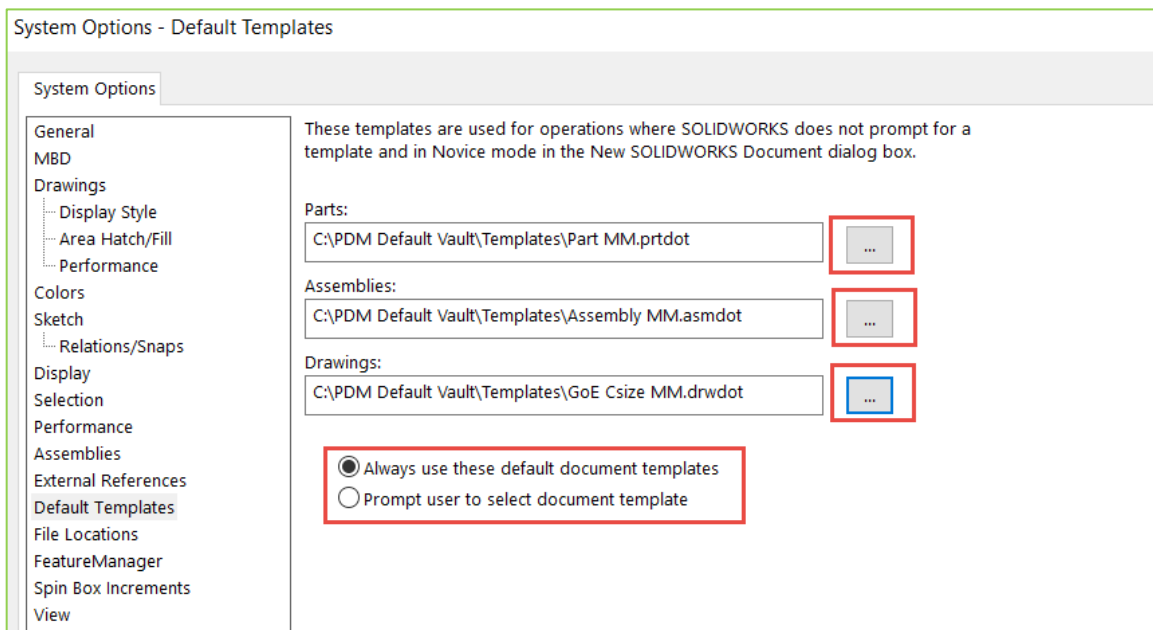 System Options - Default Templates
System Options
General
MBD
Drawings
Display Style
Area Hatch/Fill
Performance
Colors
Sketch
Relations/Snaps
Display
Selection
Performance
Assemblies
External References
Default Templates
File Locations
FeatureManager
Spin Box Increments
View
These templates are used for operations where SOLIDWORKS does not prompt for a
template and in Novice mode in the New SOLIDWORKS Document dialog box.
Parts:
C:\PDM Default Vault\Templates\Part MM.prtdot
...
Assemblies:
C:\PDM Default Vault\Templates\Assembly MM.asmdot
...
Drawings:
C:\PDM Default Vault\Templates\GoE Csize MM.drwdot
...
Always use these default document templates
Prompt user to select document template